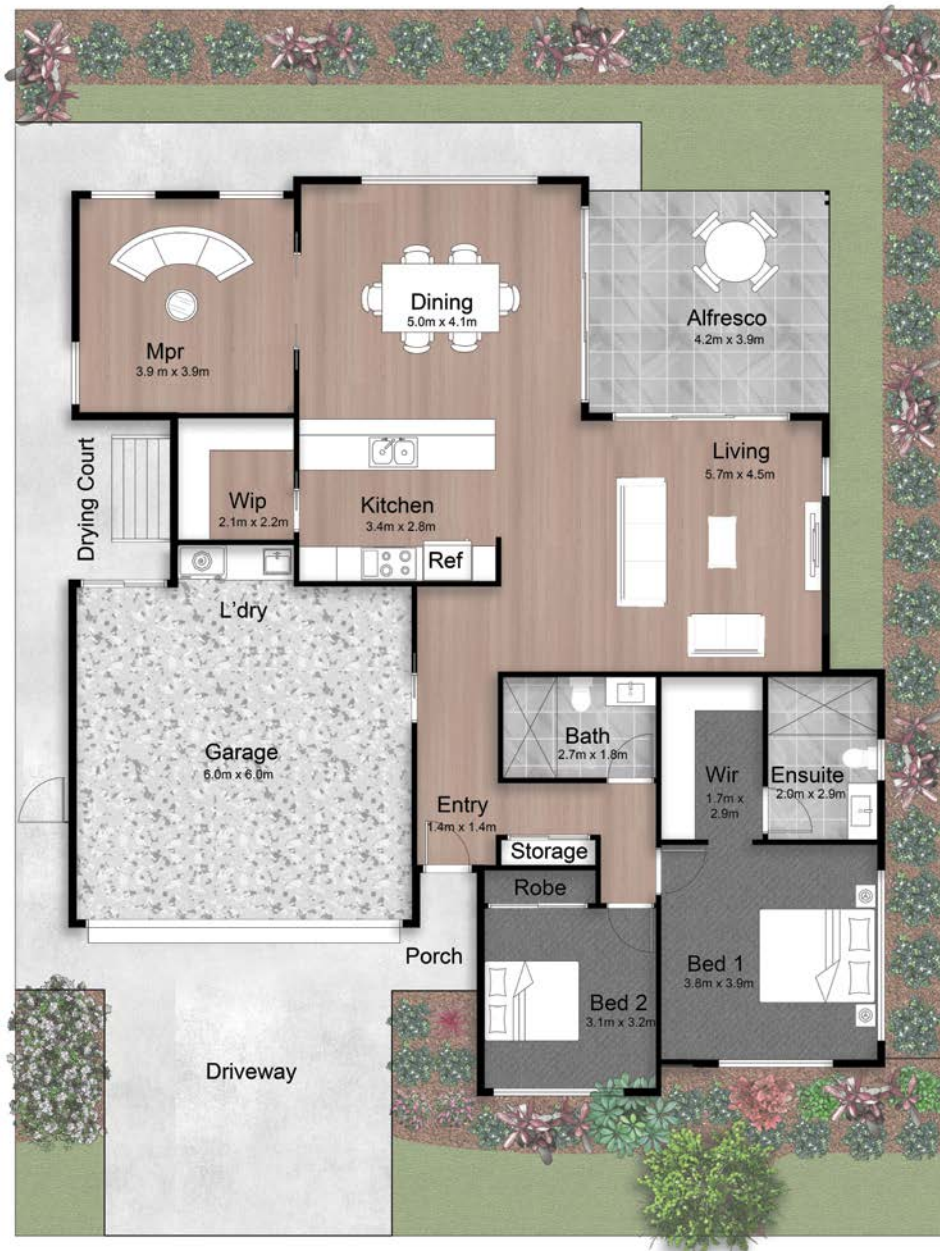 Dining
5.0m x 4.1m
Alfresco
4.2m x 3.9m
Mpr
3.9 m x 3.9m
Drying Court
Wip
2.1m x 2.2m
Kitchen
3.4m x 2.8m
Ref
Living
5.7m x 4.5m
L'dry
Garage
6.0m x 6.0m
Bath
2.7m x 1.8m
Wir
1.7m x
2.9m
Ensuite
2.0m x 2.9m
Entry
1.4m x 1.4m
Storage
Robe
Porch
Bed 1
3.8m x 3.9m
Bed 2
3.1m x 3.2m
Driveway